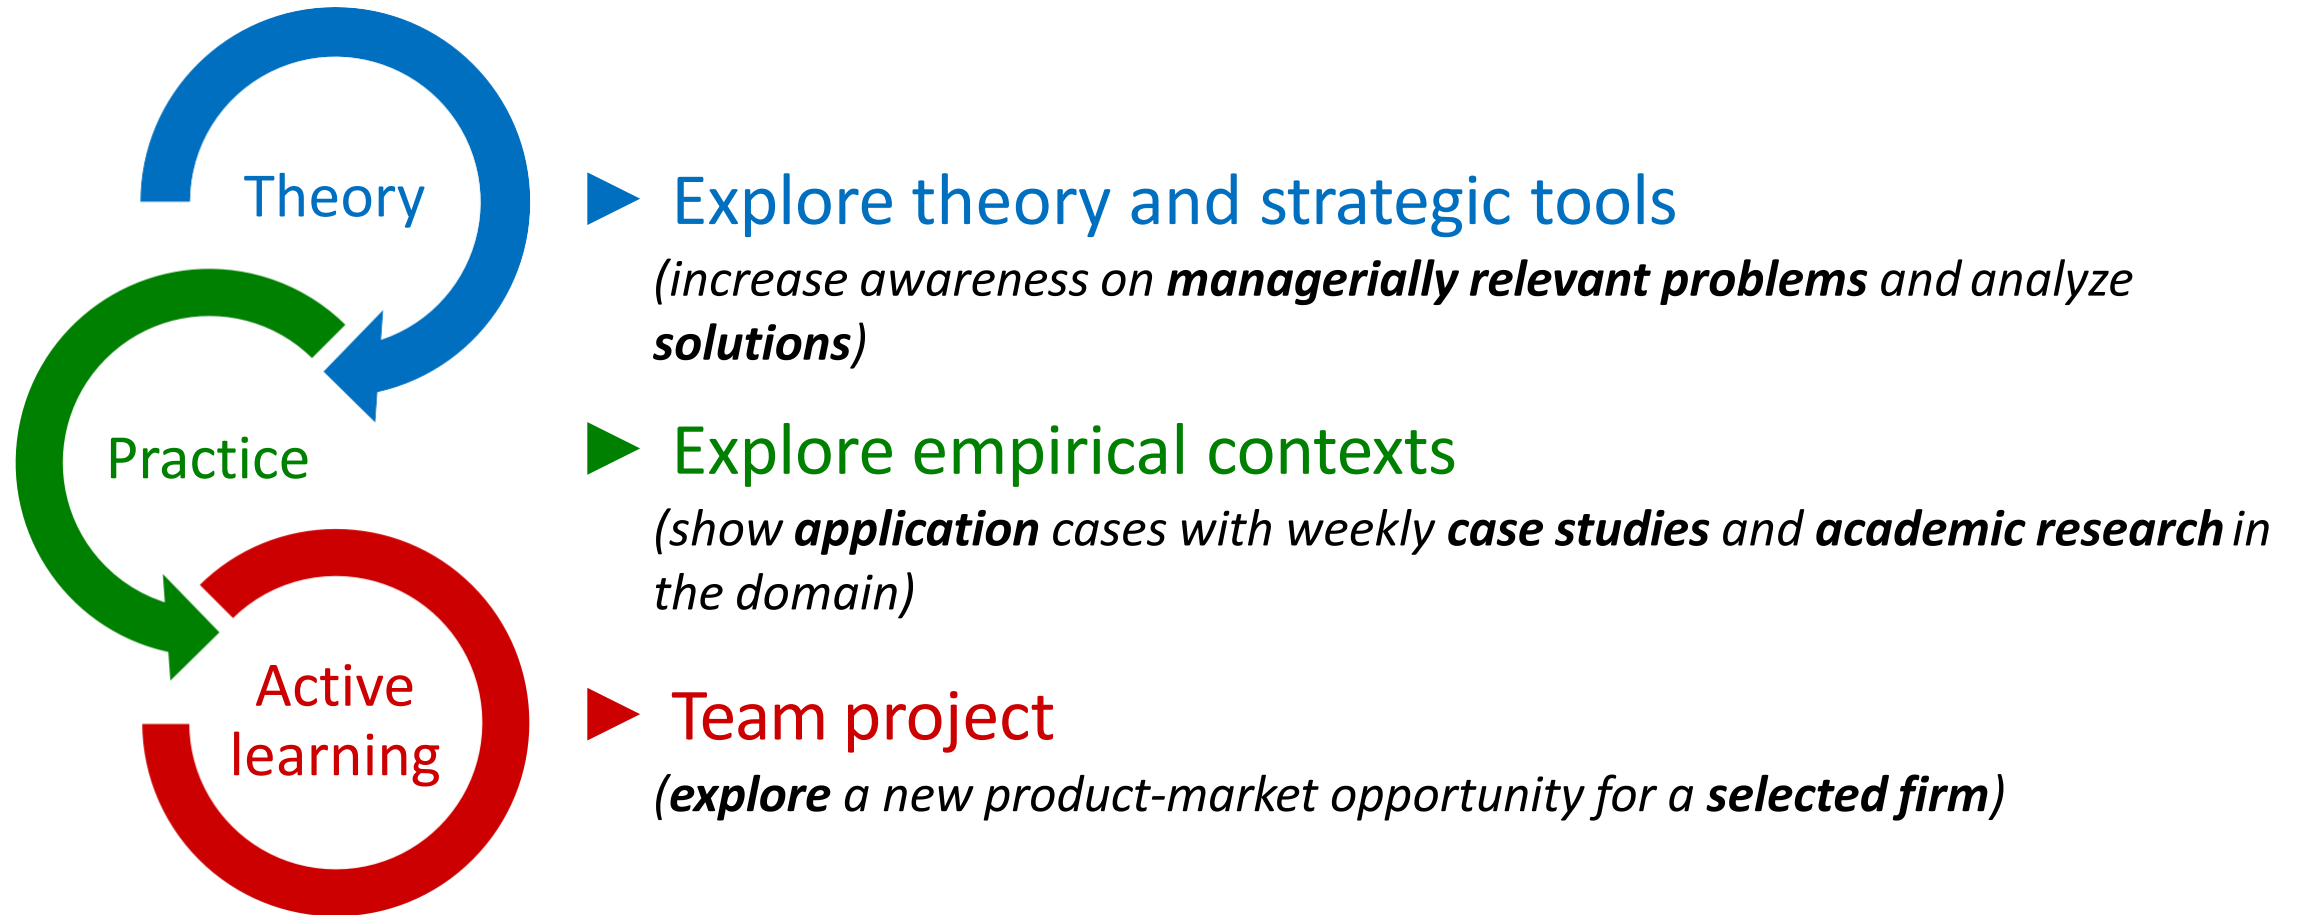 Theory
Explore theory and strategic tools
(increase awareness on managerially relevant problems and analyze
solutions)
Practice
Explore empirical contexts
(show application cases with weekly case studies and academic research in
the domain)
Active
learning
Team project
(explore a new product-market opportunity for a selected firm)